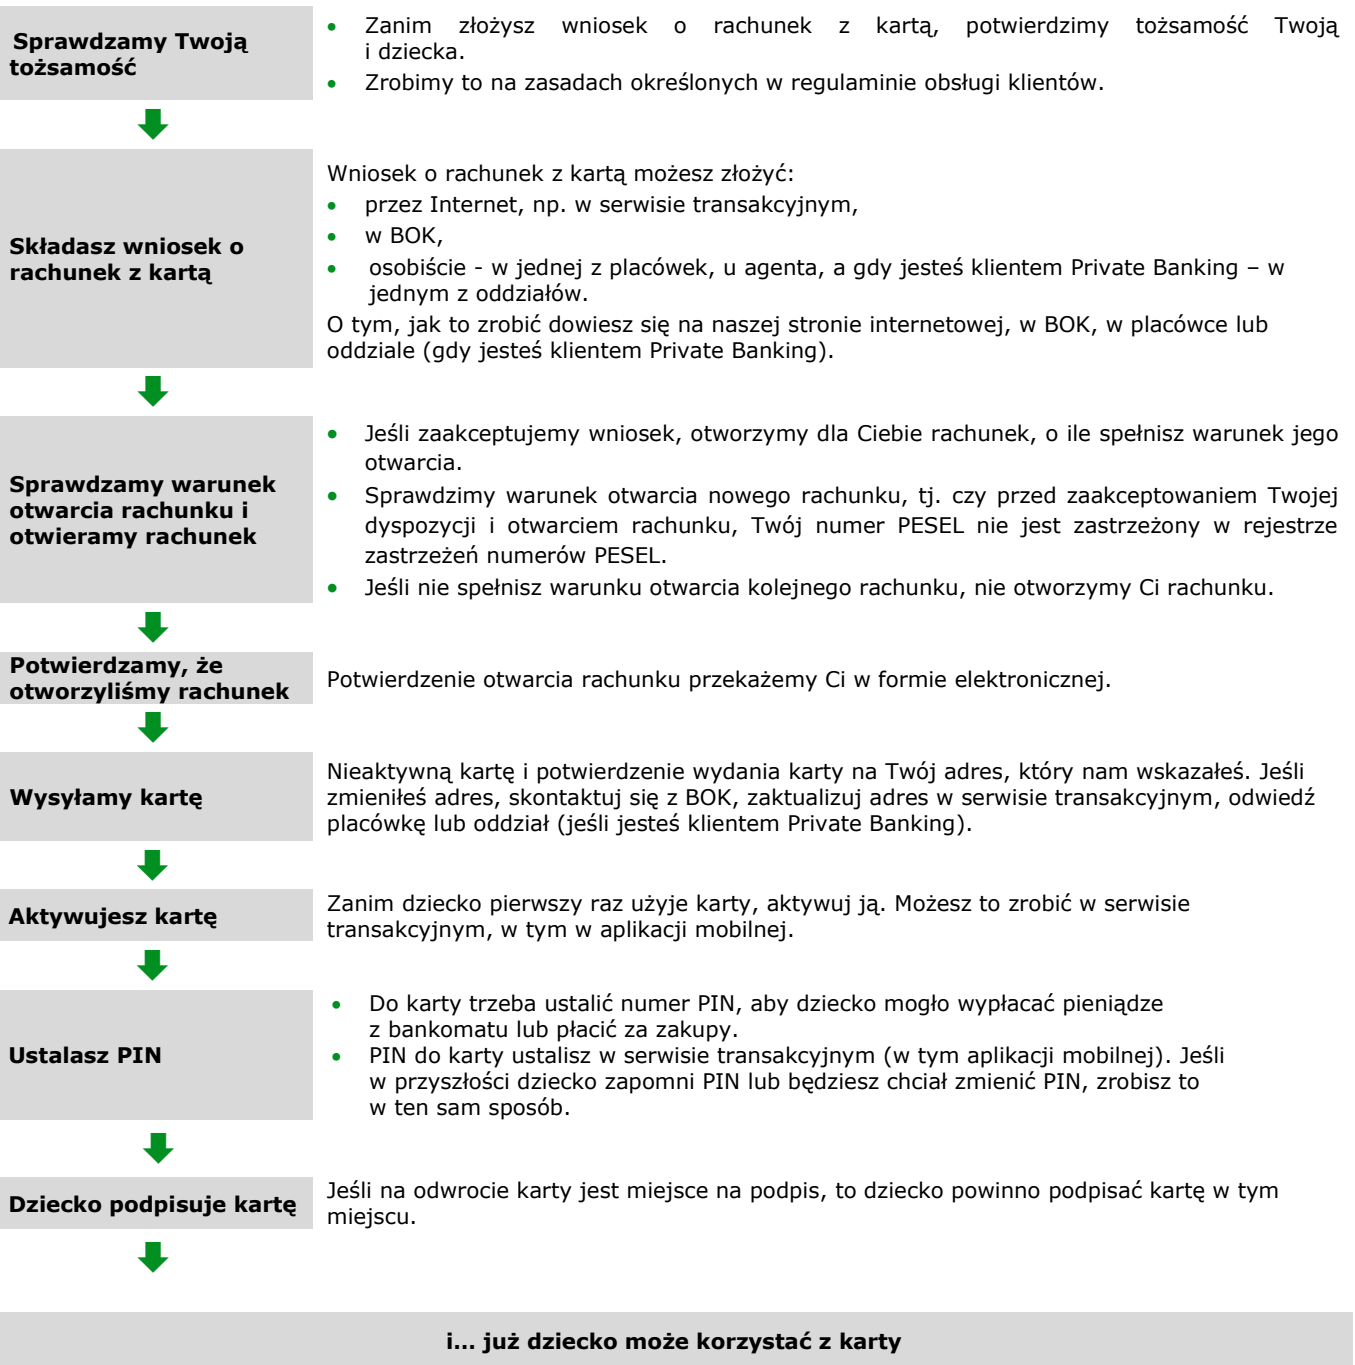 Sprawdzamy Twoją
tożsamość
• Zanim złożysz wniosek o rachunek z kartą, potwierdzimy tożsamość Twoją
i dziecka.
• Zrobimy to na zasadach określonych w regulaminie obsługi klientów.
Składasz wniosek o
rachunek z kartą
Wniosek o rachunek z kartą możesz złożyć:
• przez Internet, np. w serwisie transakcyjnym,
• w BOK,
• osobiście - w jednej z placówek, u agenta, a gdy jesteś klientem Private Banking – w
jednym z oddziałów.
O tym, jak to zrobić dowiesz się na naszej stronie internetowej, w BOK, w placówce lub
oddziale (gdy jesteś klientem Private Banking).
Sprawdzamy warunek
otwarcia rachunku i
otwieramy rachunek
• Jeśli zaakceptujemy wniosek, otworzymy dla Ciebie rachunek, o ile spełnisz warunek jego
otwarcia.
• Sprawdzimy warunek otwarcia nowego rachunku, tj. czy przed zaakceptowaniem Twojej
dyspozycji i otwarciem rachunku, Twój numer PESEL nie jest zastrzeżony w rejestrze
zastrzeżeń numerów PESEL.
• Jeśli nie spełnisz warunku otwarcia kolejnego rachunku, nie otworzymy Ci rachunku.
Potwierdzamy, że
otworzyliśmy rachunek
Potwierdzenie otwarcia rachunku przekażemy Ci w formie elektronicznej.
Wysyłamy kartę
Nieaktywną kartę i potwierdzenie wydania karty na Twój adres, który nam wskazałeś. Jeśli
zmieniłeś adres, skontaktuj się z BOK, zaktualizuj adres w serwisie transakcyjnym, odwiedź
placówkę lub oddział (jeśli jesteś klientem Private Banking).
Aktywujesz kartę
Zanim dziecko pierwszy raz użyje karty, aktywuj ją. Możesz to zrobić w serwisie
transakcyjnym, w tym w aplikacji mobilnej.
Ustalasz PIN
• Do karty trzeba ustalić numer PIN, aby dziecko mogło wypłacać pieniądze
z bankomatu lub płacić za zakupy.
• PIN do karty ustalisz w serwisie transakcyjnym (w tym aplikacji mobilnej). Jeśli
w przyszłości dziecko zapomni PIN lub będziesz chciał zmienić PIN, zrobisz to
w ten sam sposób.
Dziecko podpisuje kartę
Jeśli na odwrocie karty jest miejsce na podpis, to dziecko powinno podpisać kartę w tym
miejscu.
i... już dziecko może korzystać z karty